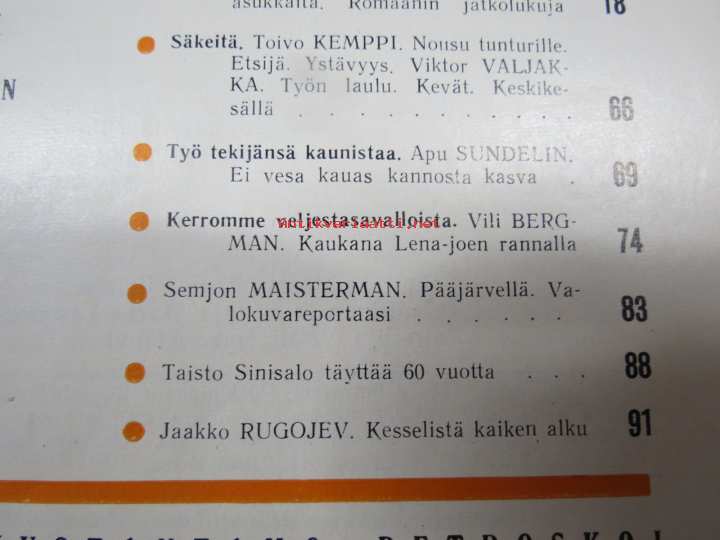 asukkaita. Romaanin jatkolukuja 18
Säkeitä. Toivo KEMPPI. Nousu tunturille.
Etsijä. Ystävyys. Viktor VALJAK-
KA. Työn laulu. Kevät. Keskike-
sällä . . . . . . . . . . . 66
N
Työ tekijänsä kaunistaa. Apu SUNDELIN.
Ei vesa kauas kannosta kasva . 69
Kerromme veljestasavalloista. Vili BERG-
MAN. Kaukana Lena-joen rannalla 74
Semjon MAISTERMAN. Pääjärvellä. Va-
lokuvareportaasi . . . . . . 83
Taisto Sinisalo täyttää 60 vuotta . . . 88
Jaakko RUGOJEV. Kesselistä kaiken alku 91